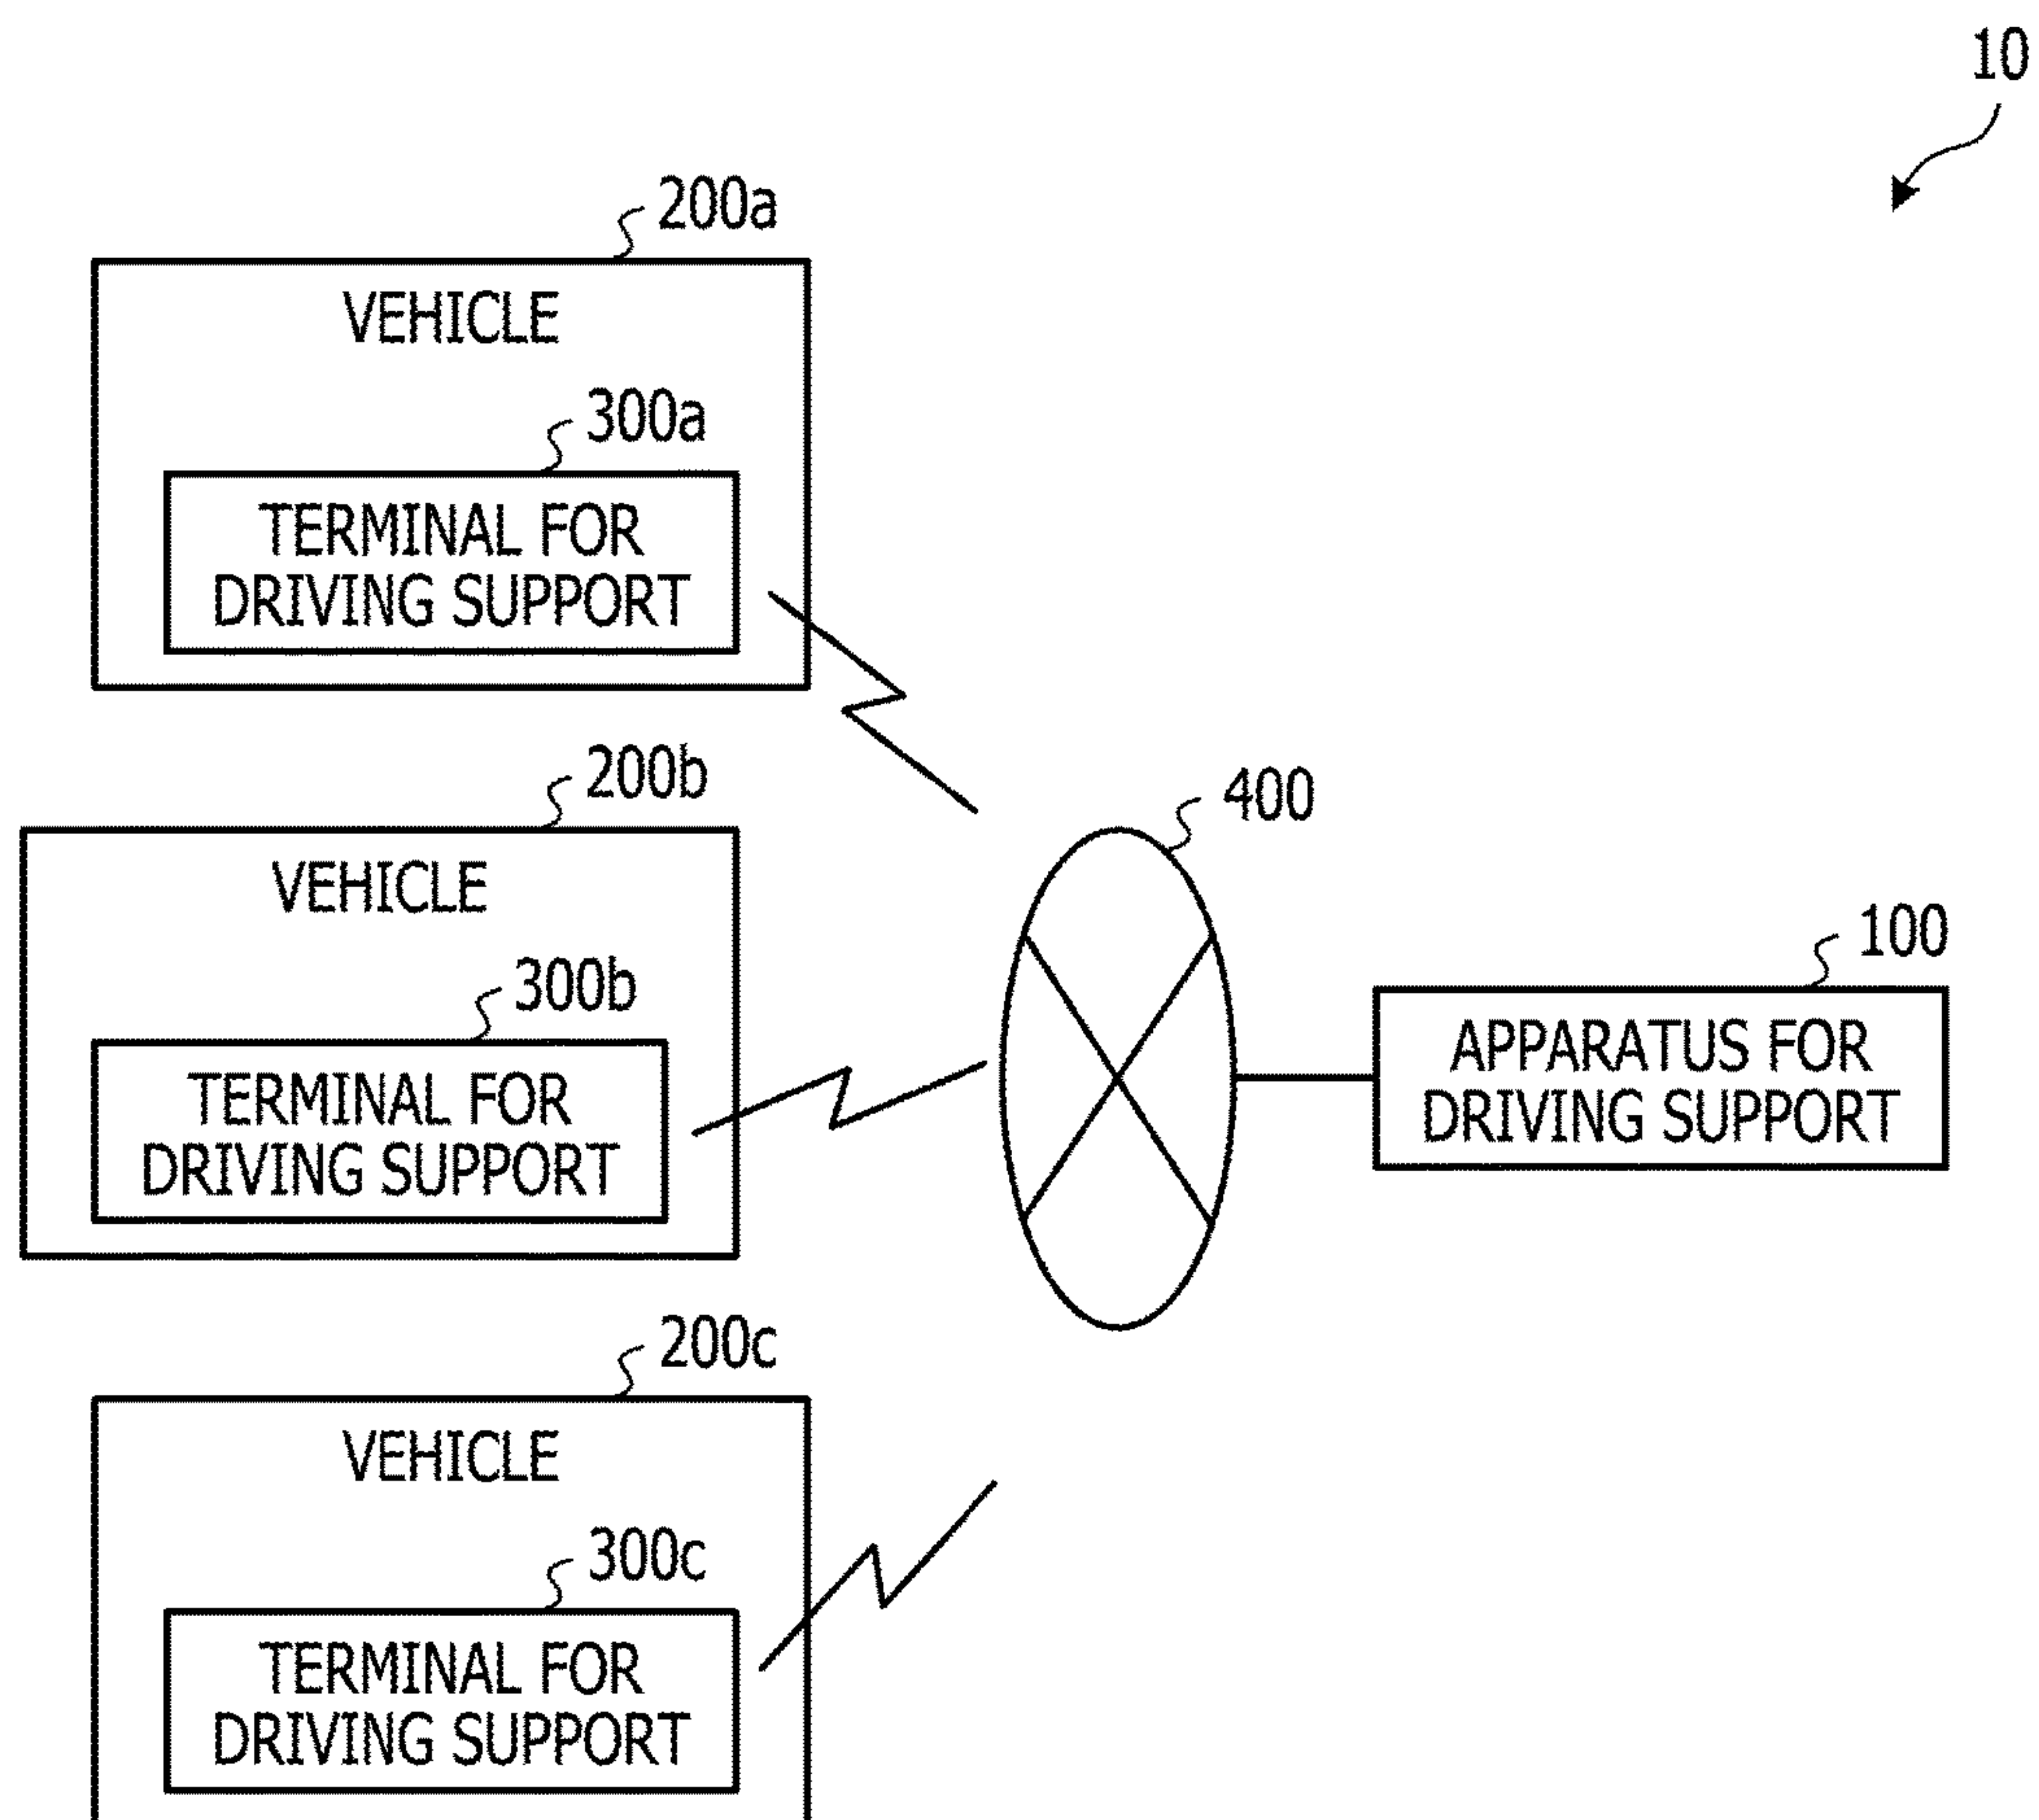 10
200a
VEHICLE
300a
TERMINAL FOR
DRIVING SUPPORT
200b
VEHICLE
300b
TERMINAL FOR
DRIVING SUPPORT
400
100
APPARATUS FOR
DRIVING SUPPORT
200c
VEHICLE
300c
TERMINAL FOR
DRIVING SUPPORT